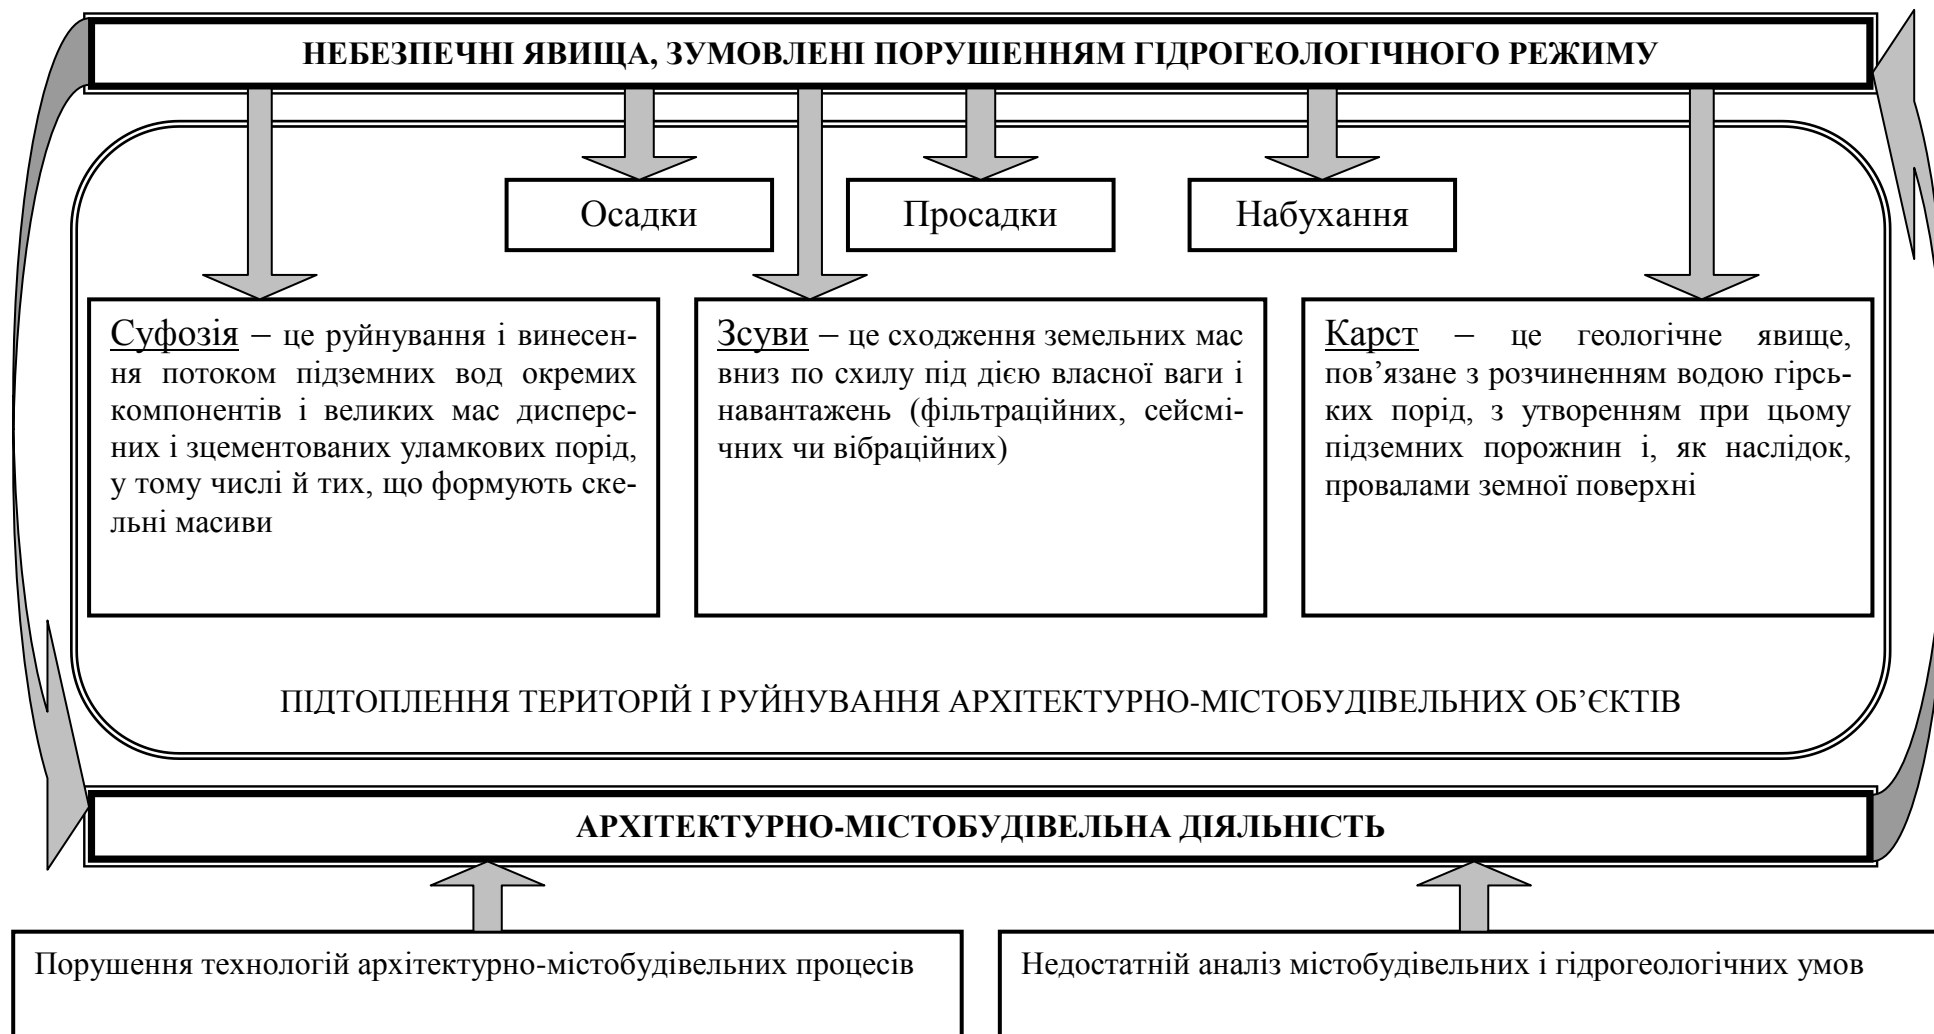 НЕБЕЗПЕЧНІ ЯВИЩА, ЗУМОВЛЕНІ ПОРУШЕННЯМ ГІДРОГЕОЛОГІЧНОГО РЕЖИМУ
Осадки
Просадки
Набухання
Суфозія – це руйнування і винесен-
ня потоком підземних вод окремих
компонентів і великих мас дисперс-
них і зцементованих уламкових порід,
у тому числі й тих, що формують ске-
льні масиви
Зсуви – це сходження земельних мас
вниз по схилу під дією власної ваги і
навантажень (фільтраційних, сейсмі-
чних чи вібраційних)
Карст – це геологічне явище,
пов’язане з розчиненням водою гірсь-
ких порід, з утворенням при цьому
підземних порожнин і, як наслідок,
провалами земної поверхні
ПІДТОПЛЕННЯ ТЕРИТОРІЙ І РУЙНУВАННЯ АРХІТЕКТУРНО-МІСТОБУДІВЕЛЬНИХ ОБ’ЄКТІВ
АРХІТЕКТУРНО-МІСТОБУДІВЕЛЬНА ДІЯЛЬНІСТЬ
Порушення технологій архітектурно-містобудівельних процесів
Недостатній аналіз містобудівельних і гідрогеологічних умов